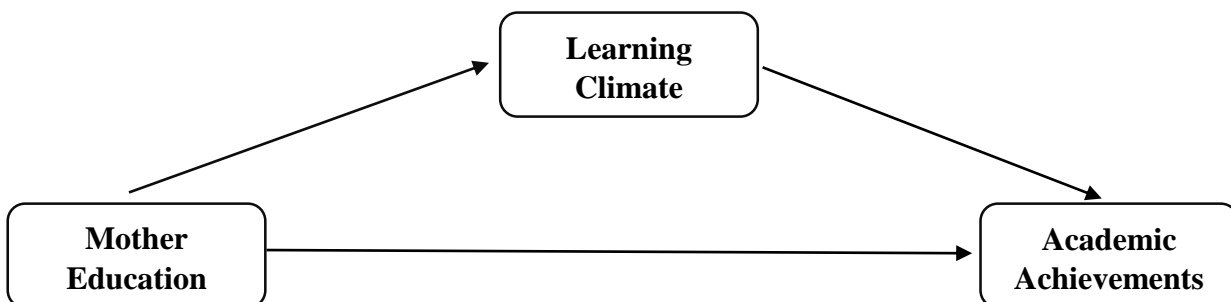 Learning
Climate
Mother
Education
Academic
Achievements